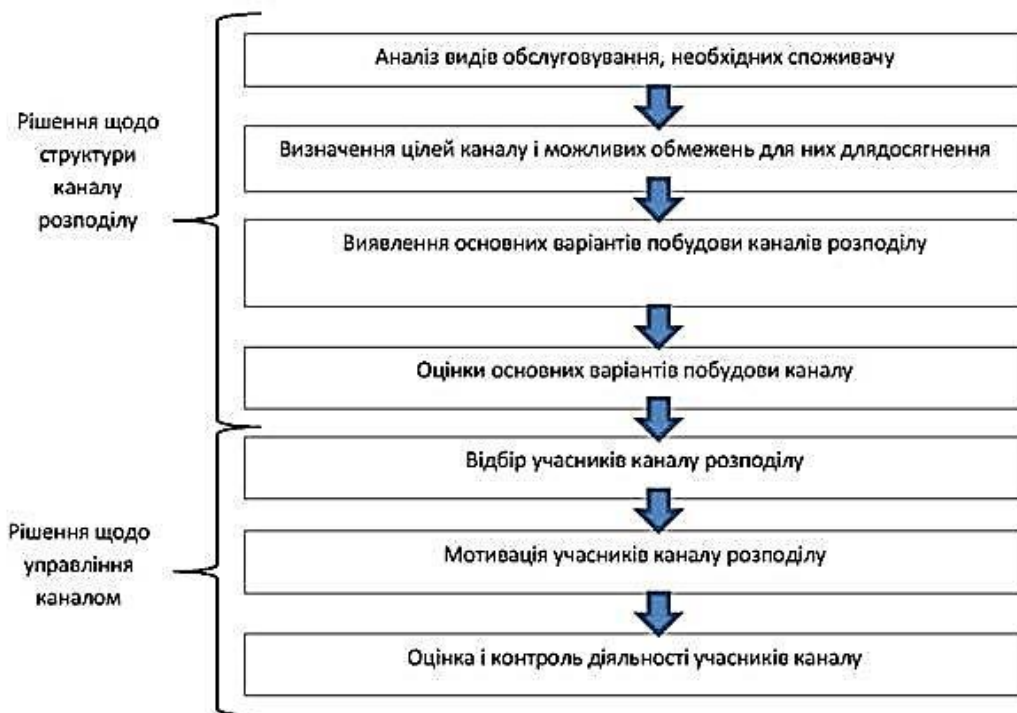 Рішення щодо
структури
каналу
розподілу
Аналіз видів обслуговування, необхідних споживачу
Визначення цілей каналу і можливих обмежень для них длядосягнення
Виявлення основних варіантів побудови каналів розподілу
Оцінки основних варіантів побудови каналу
Рішення щодо
управління
каналом
Відбір учасників каналу розподілу
Мотивація учасників каналу розподілу
Оцінка і контроль діяльності учасників каналу